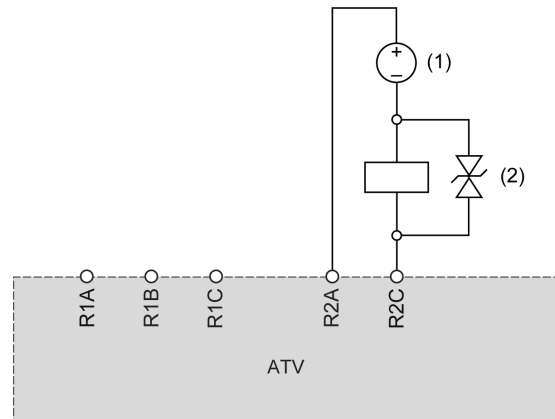 +
(1)
−
(2)
R1A
R1B
R1C
R2A
R2C
ATV